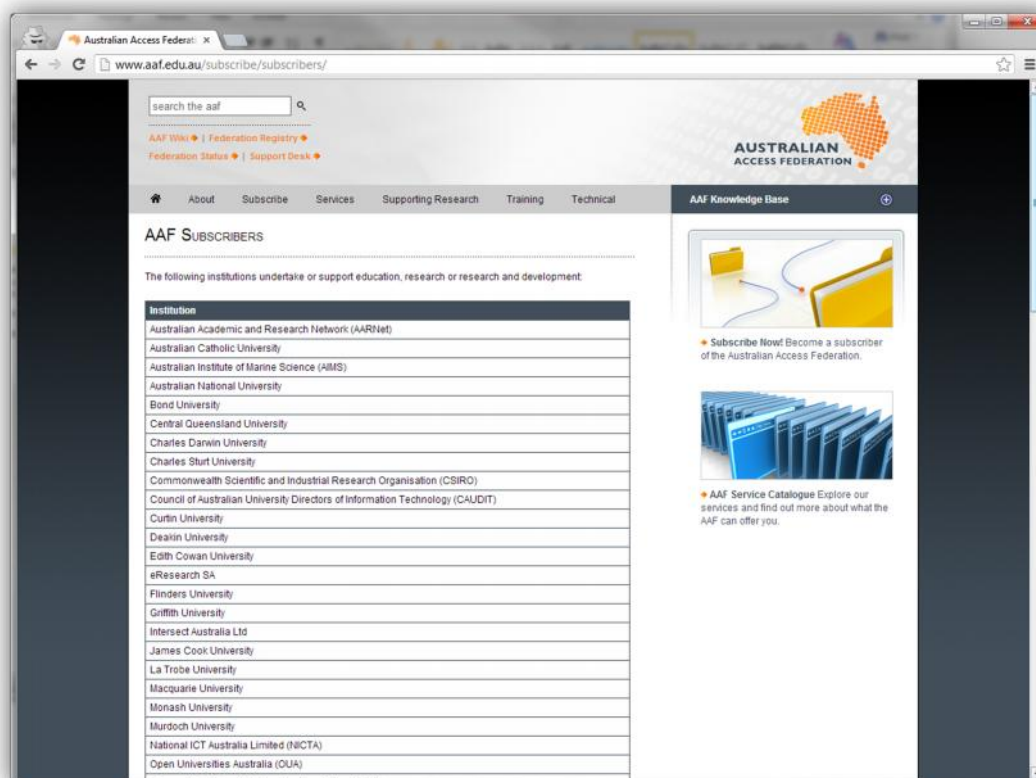 Australian Access Federati
www.aaf.edu.au/subscribe/subscribers/
search the aaf
AAF Wiki | Federation Registry
Federation Status | Support Desk
AUSTRALIAN
ACCESS FEDERATION
About Subscribe Services Supporting Research Training Technical
AAF Knowledge Base
AAF SUBSCRIBERS
The following institutions undertake or support education, research or research and development:
Institution
Australian Academic and Research Network (AARNet)
Australian Catholic University
Australian Institute of Marine Science (AIMS)
Australian National University
Bond University
Central Queensland University
Charles Darwin University
Charles Sturt University
Commonwealth Scientific and Industrial Research Organisation (CSIRO)
Council of Australian University Directors of Information Technology (CAUDIT)
Curtin University
Deakin University
Edith Cowan University
eResearch SA
Flinders University
Griffith University
Intersect Australia Ltd
James Cook University
La Trobe University
Macquarie University
Monash University
Murdoch University
National ICT Australia Limited (NICTA)
Open Universities Australia (OUA)
Subscribe Now! Become a subscriber
of the Australian Access Federation.
AAF Service Catalogue Explore our
services and find out more about what the
AAF can offer you.